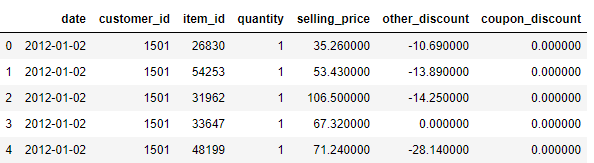 date customer_id item_id quantity selling_price other_discount coupon_discount
0 2012-01-02 1501 26830 1 35.260000 -10.690000 0.000000
1 2012-01-02 1501 54253 1 53.430000 -13.890000 0.000000
2 2012-01-02 1501 31962 1 106.500000 -14.250000 0.000000
3 2012-01-02 1501 33647 1 67.320000 0.000000 0.000000
4 2012-01-02 1501 48199 1 71.240000 -28.140000 0.000000